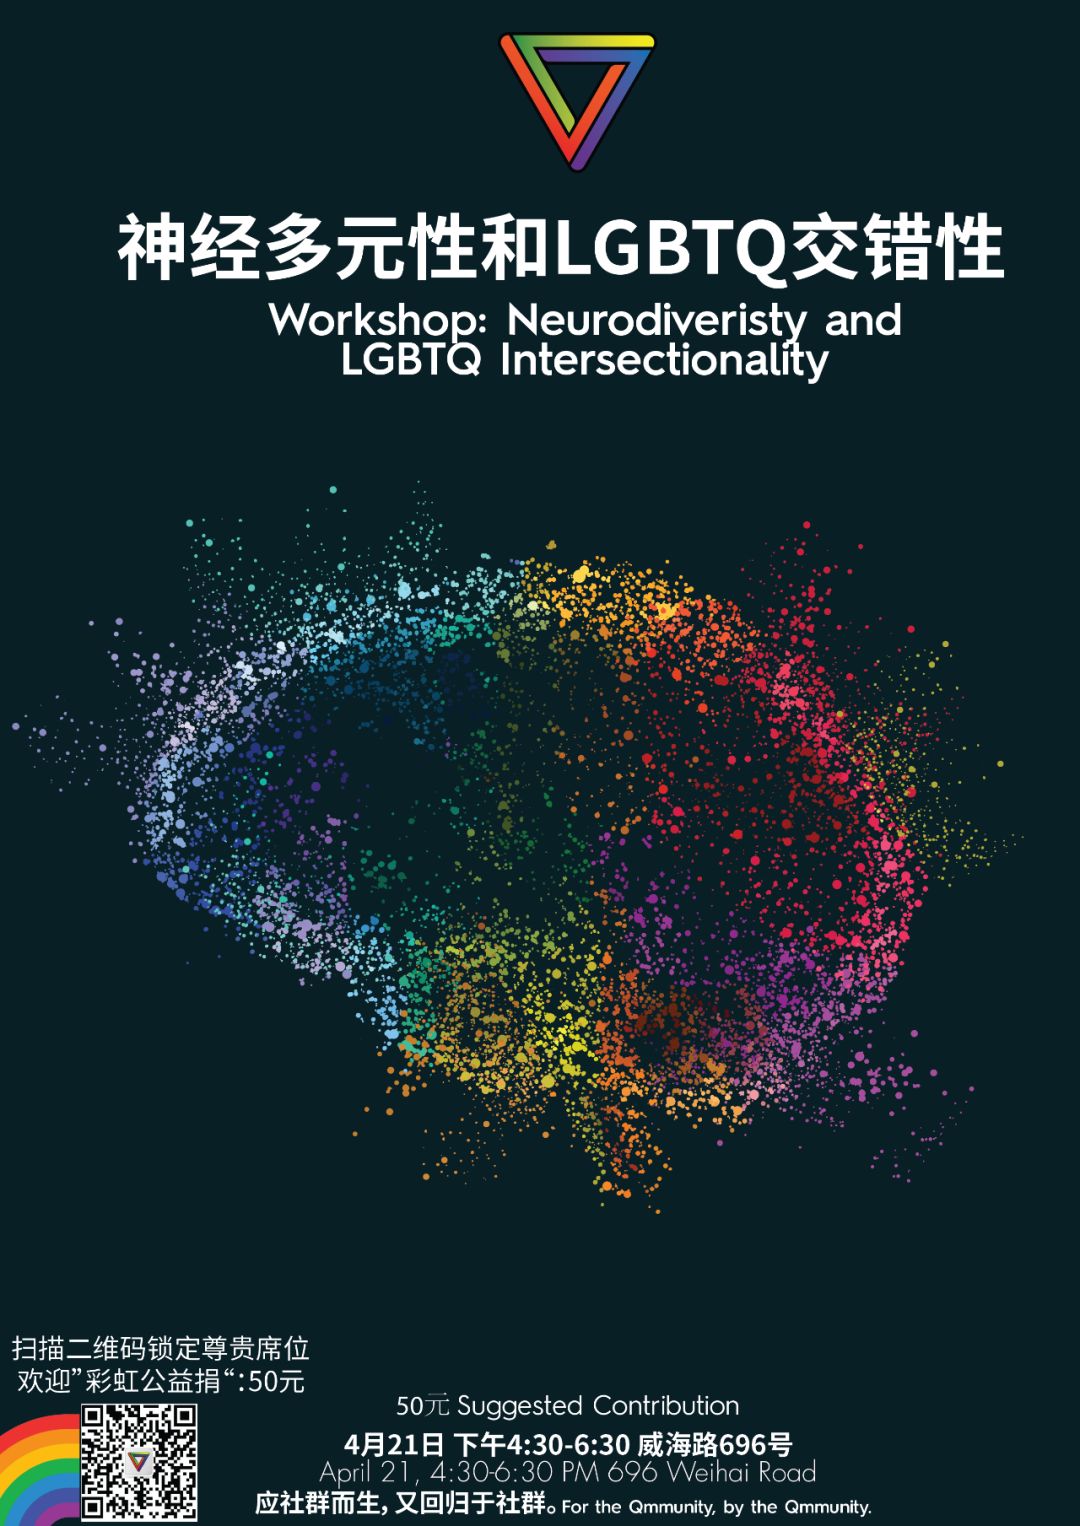 神经多元性和LGBTQ交错性
Workshop: Neurodiveristy and
LGBTQ Intersectionality
扫描二维码锁定尊贵席位
欢迎”彩虹公益捐“:50元
50元 Suggested Contribution
4月21日 下午4:30-6:30 威海路696号
April 21, 4:30-6:30 PM 696 Weihai Road
应社群而生，又回归于社群。For the Qmmunity, by the Qmmunity.